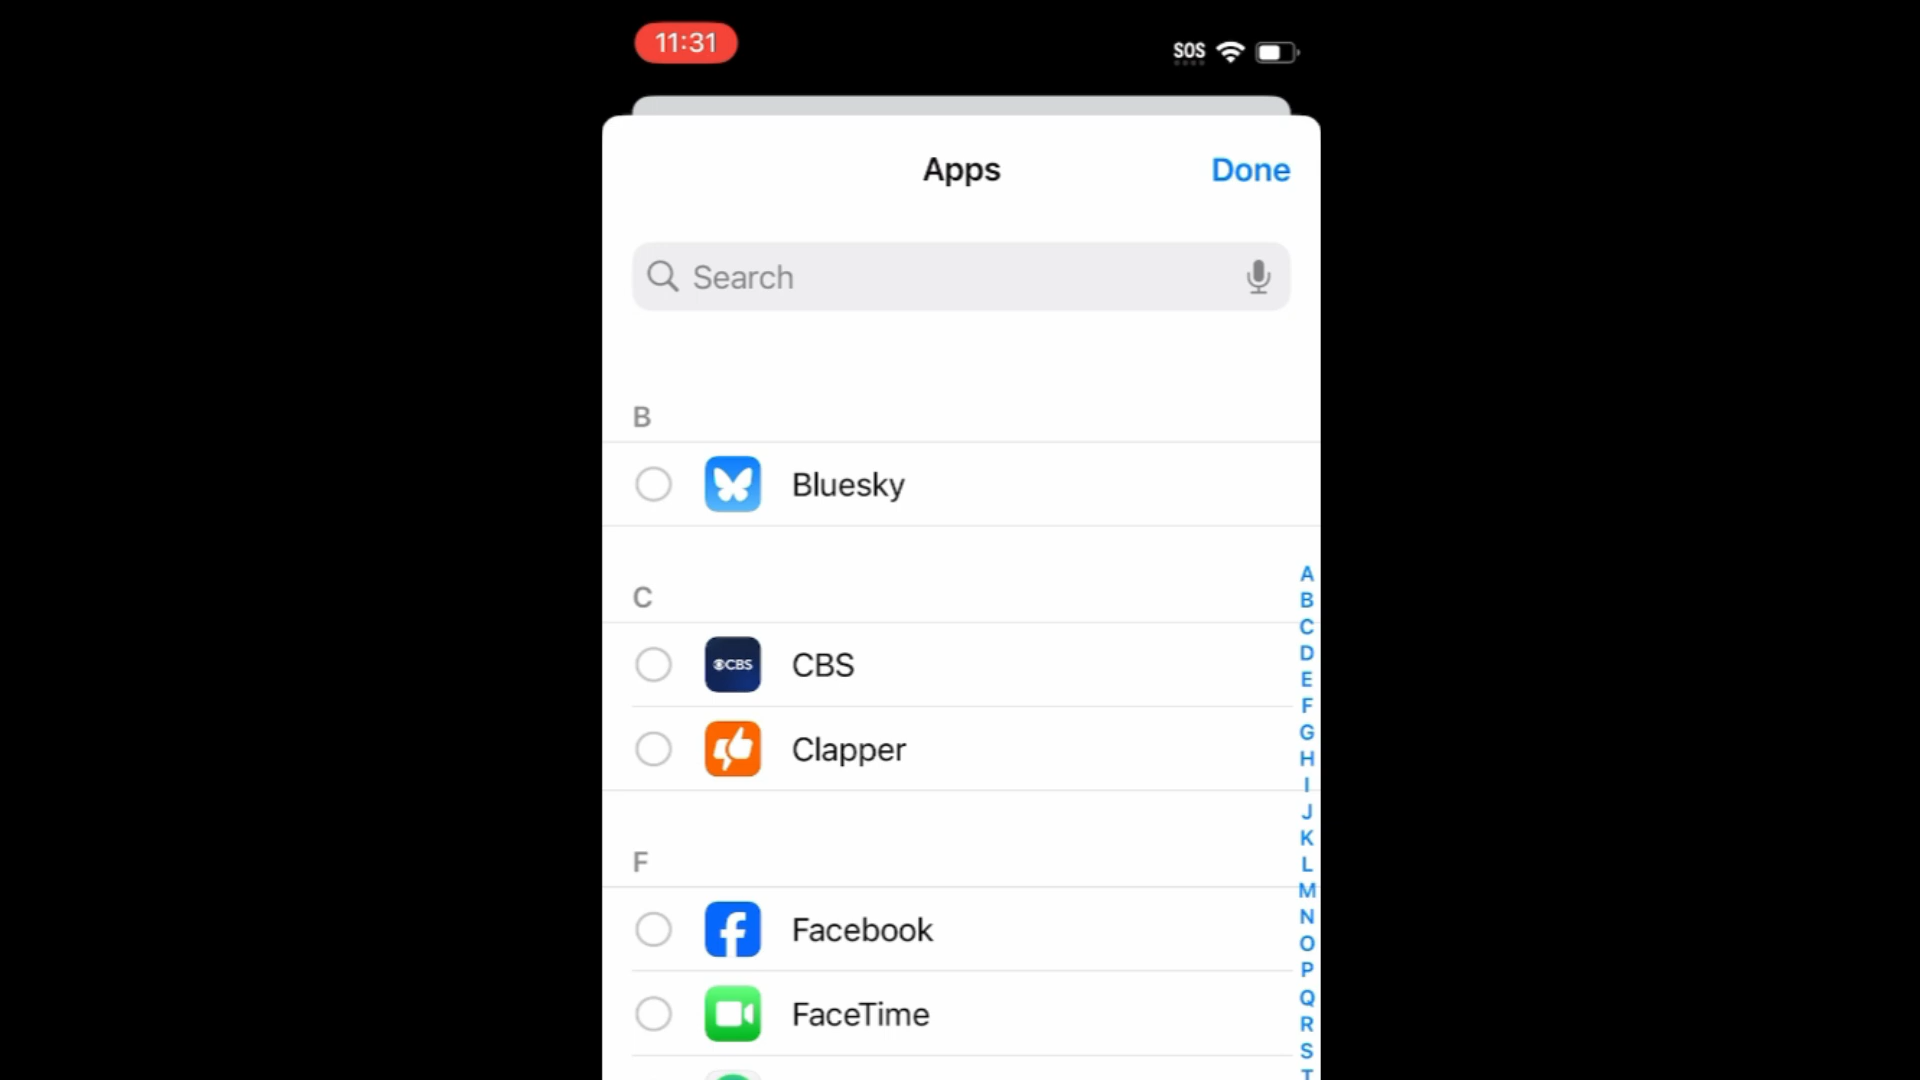 11:31
SOS
Apps
Done
Search
B
Bluesky
C
CBS
CBS
Clapper
F
Facebook
FaceTime
A
B
C
D
E
F
G
H
I
J
K
L
M
N
O
P
Q
R
S
T